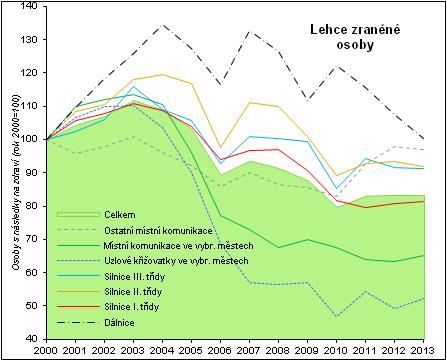 Lehce zraněné
osoby
Osoby s následky na zdraví (rok 2000=100)
140
130
120
110
100
90
80
70
60
50
40
Celkem
Ostatní místní komunikace
Místní komunikace ve vybr. městech
Uzlové křižovatky ve vybr. městech
Silnice III. třídy
Silnice II. třídy
Silnice I. třídy
Dálnice
2000 2001 2002 2003 2004 2005 2006 2007 2008 2009 2010 2011 2012 2013